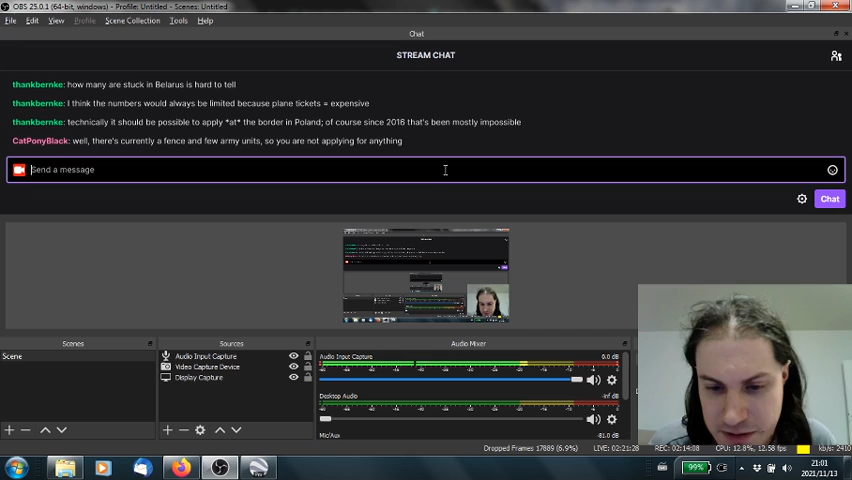 OBS 25.0.1 (64-bit, windows) - Profile: Untitled - Scenes: Untitled
File Edit View Profile Scene Collection Tools Help
Chat
STREAM CHAT
thankbernke: how many are stuck in Belarus is hard to tell
thankbernke: I think the numbers would always be limited because plane tickets = expensive
thankbernke: technically it should be possible to apply *at* the border in Poland; of course since 2016 that's been mostly impossible
CatPonyBlack: well, there's currently a fence and few army units, so you are not applying for anything
Send a message
Chat
Scenes Sources Audio Mixer
Scene
Audio Input Capture
Video Capture Device
Display Capture
Audio Input Capture 0.0 dB
Desktop Audio -inf dB
Mic/Aux -81.0 dB
Dropped Frames 17889 (6.9%) LIVE: 02:21:28 REC: 02:14:08 CPU: 12.8%, 12.58 fps kb/s: 2410
99%
21:01
2021/11/13